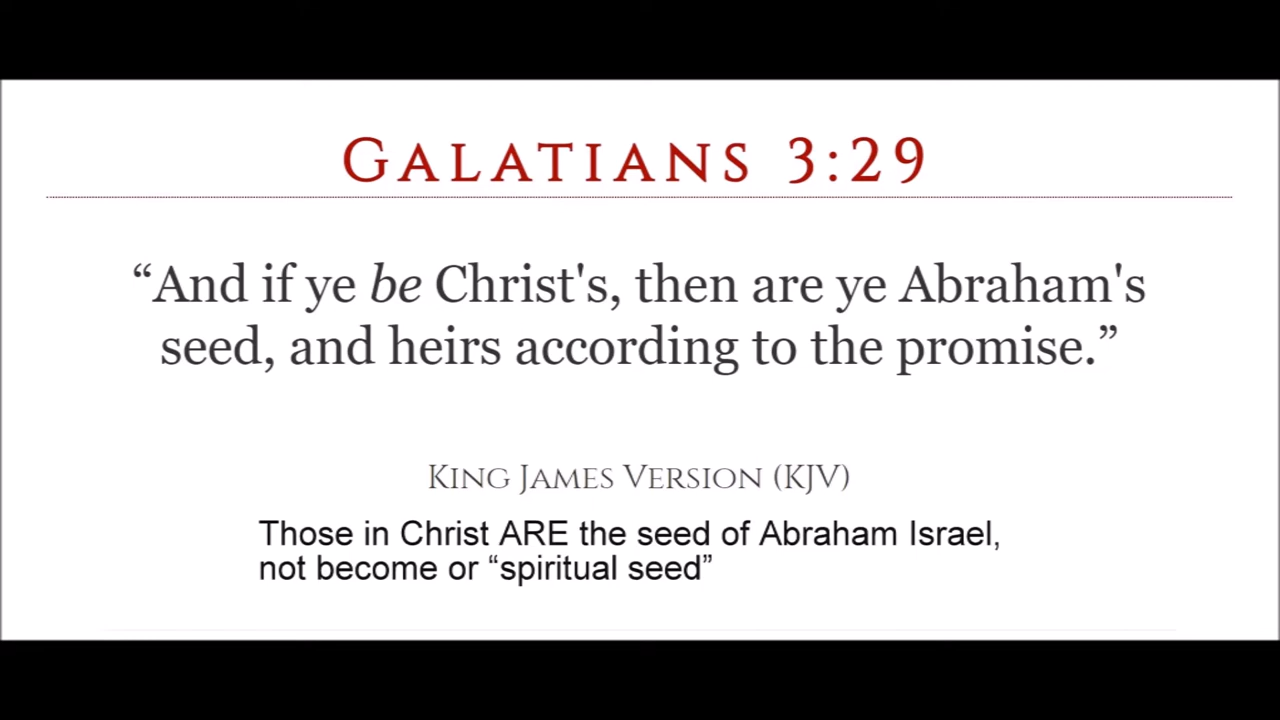 GALATIANS 3:29
“And if ye be Christ's, then are ye Abraham's
seed, and heirs according to the promise.”
KING JAMES VERSION (KJV)
Those in Christ ARE the seed of Abraham Israel,
not become or “spiritual seed”